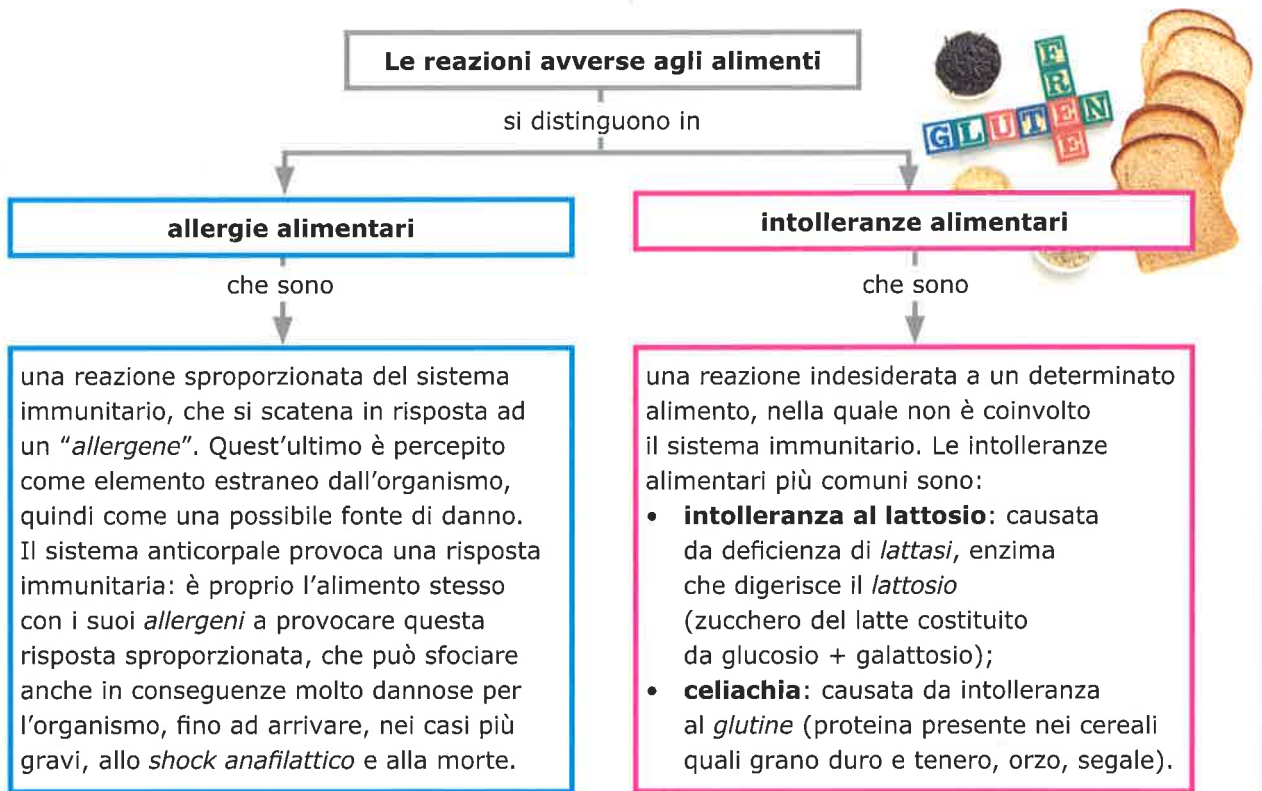 Le reazioni avverse agli alimenti
si distinguono in
FREE
GLUTEN
allergie alimentari
che sono
una reazione sproporzionata del sistema
immunitario, che si scatena in risposta ad
un “allergene”. Quest’ultimo è percepito
come elemento estraneo dall’organismo,
quindi come una possibile fonte di danno.
Il sistema anticorpale provoca una risposta
immunitaria: è proprio l’alimento stesso
con i suoi allergeni a provocare questa
risposta sproporzionata, che può sfociare
anche in conseguenze molto dannose per
l’organismo, fino ad arrivare, nei casi più
gravi, allo shock anafilattico e alla morte.
intolleranze alimentari
che sono
una reazione indesiderata a un determinato
alimento, nella quale non è coinvolto
il sistema immunitario. Le intolleranze
alimentari più comuni sono:
• intolleranza al lattosio: causata
da deficienza di lattasi, enzima
che digerisce il lattosio
(zucchero del latte costituito
da glucosio + galattosio);
• celiachia: causata da intolleranza
al glutine (proteina presente nei cereali
quali grano duro e tenero, orzo, segale).